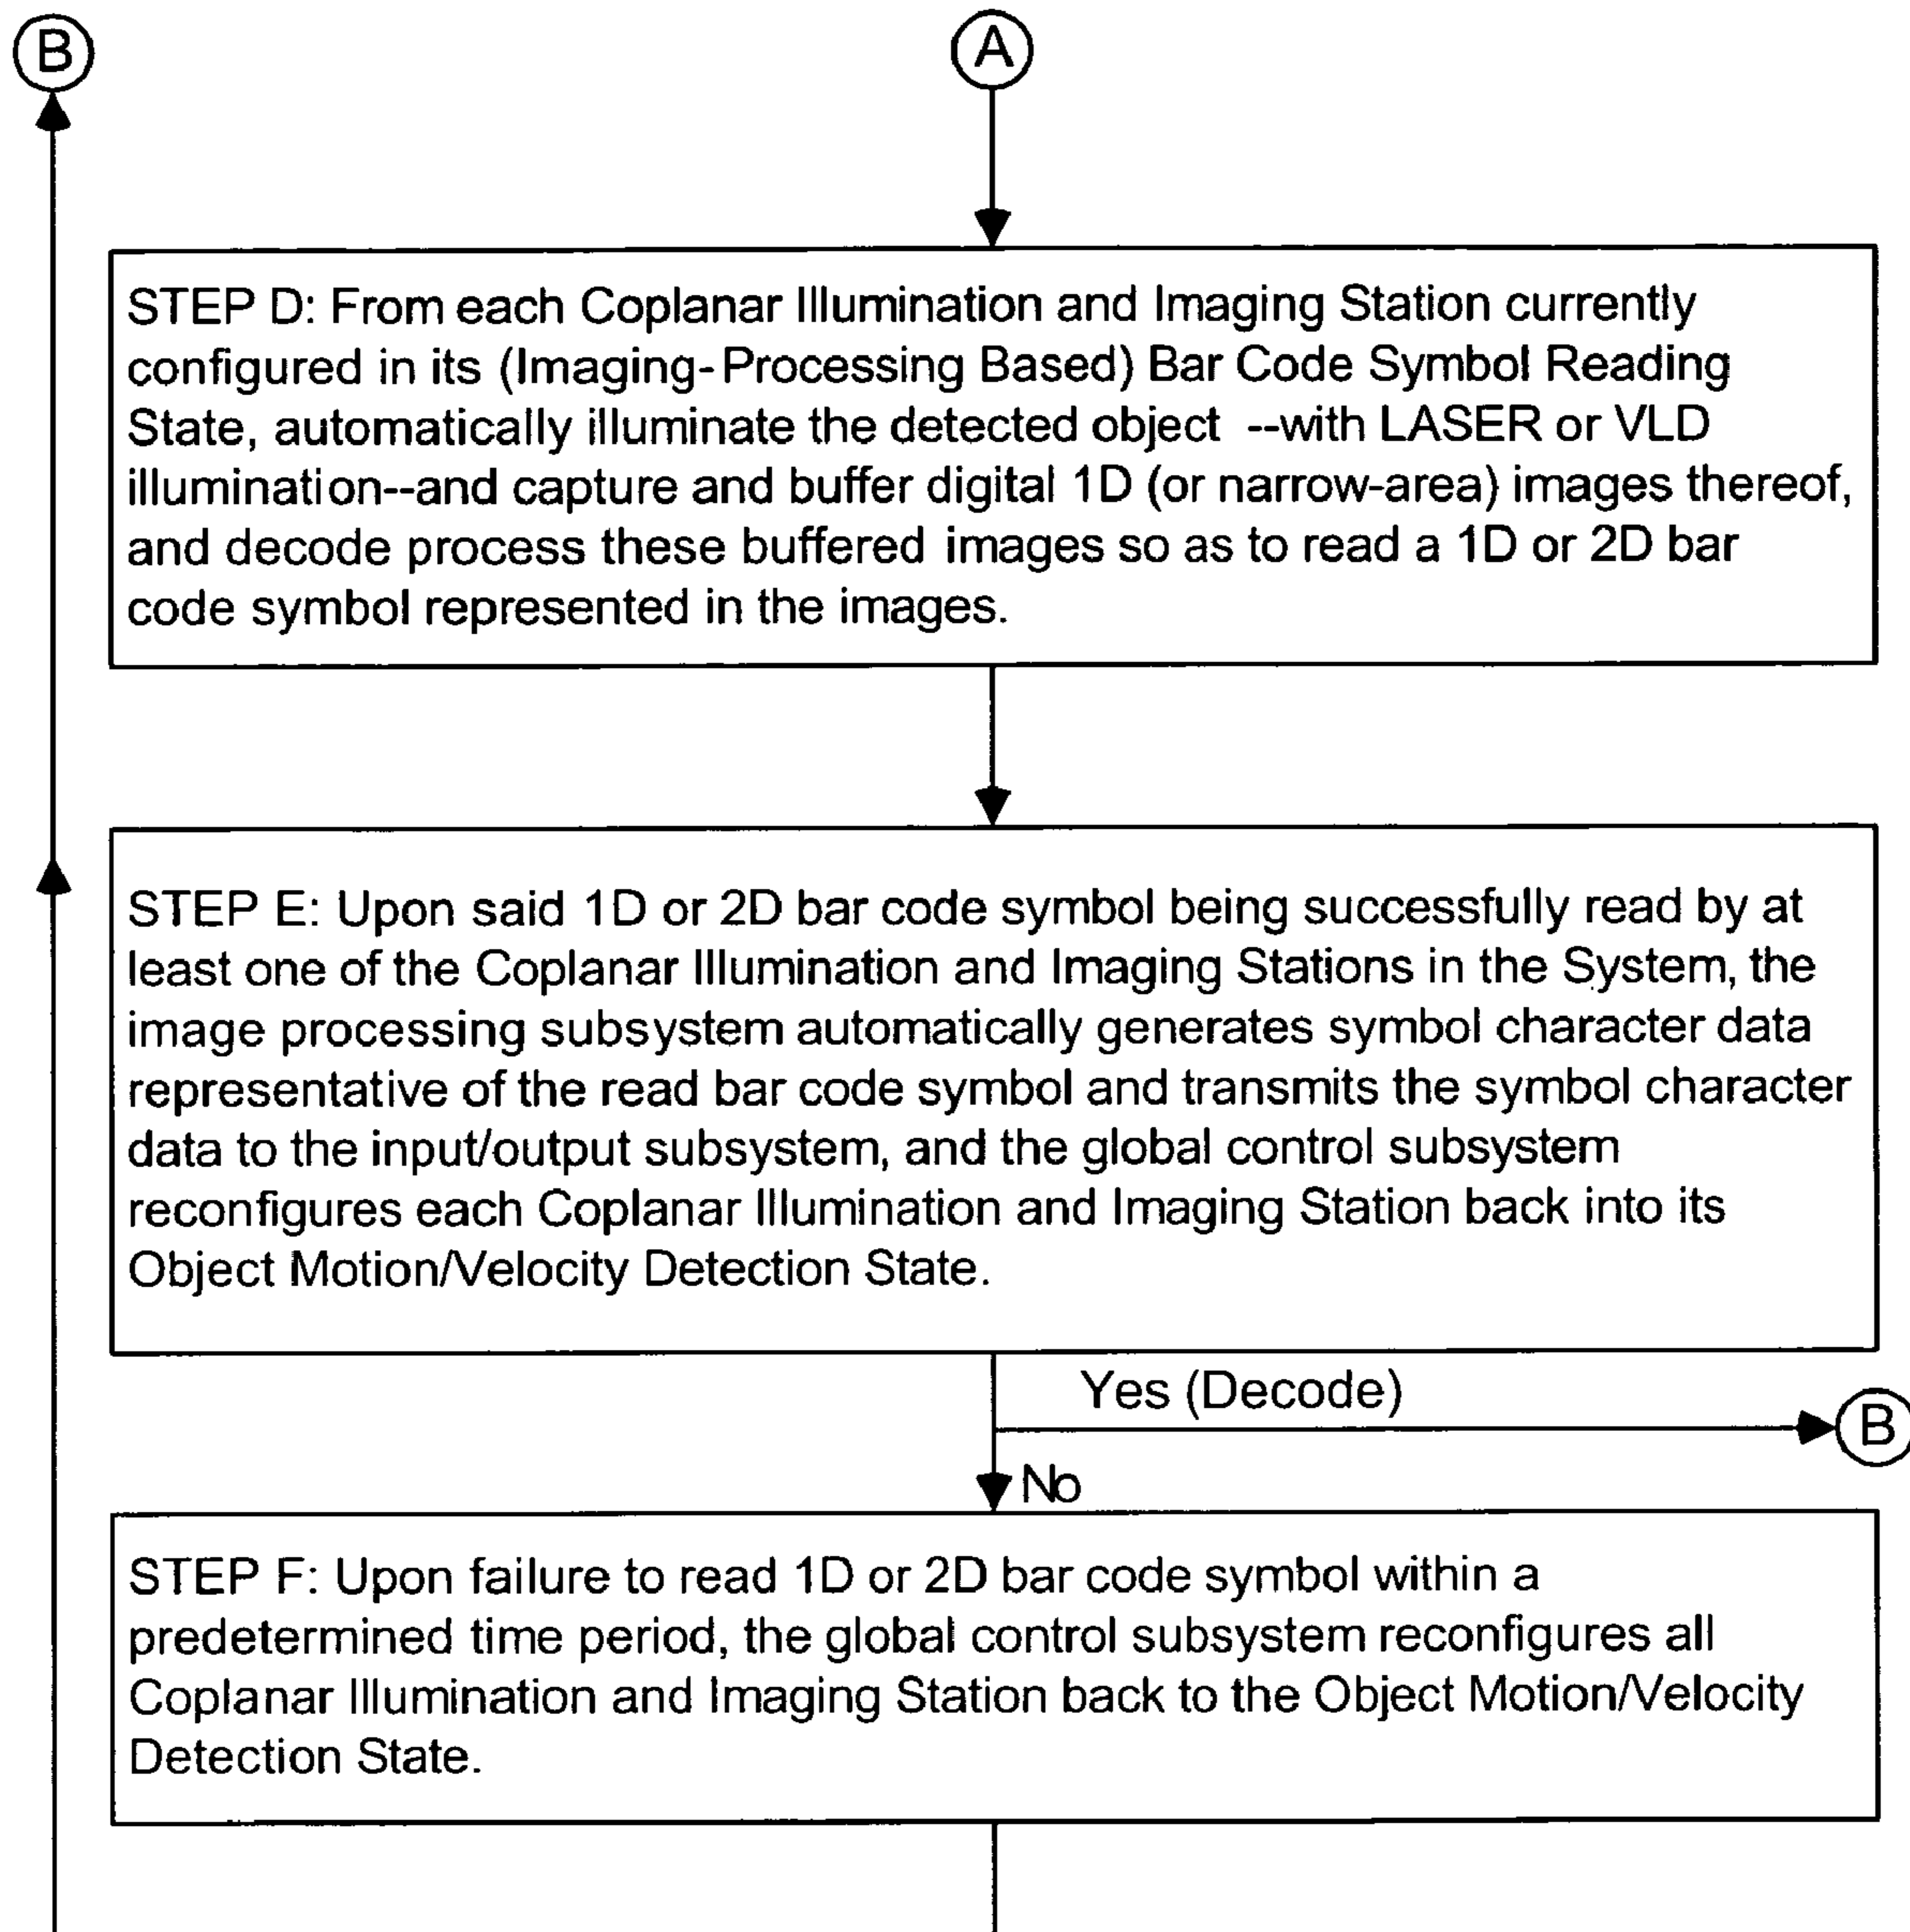 B
A
STEP D: From each Coplanar Illumination and Imaging Station currently
configured in its (Imaging-Processing Based) Bar Code Symbol Reading
State, automatically illuminate the detected object --with LASER or VLD
illumination--and capture and buffer digital 1D (or narrow-area) images thereof,
and decode process these buffered images so as to read a 1D or 2D bar
code symbol represented in the images.
STEP E: Upon said 1D or 2D bar code symbol being successfully read by at
least one of the Coplanar Illumination and Imaging Stations in the System, the
image processing subsystem automatically generates symbol character data
representative of the read bar code symbol and transmits the symbol character
data to the input/output subsystem, and the global control subsystem
reconfigures each Coplanar Illumination and Imaging Station back into its
Object Motion/Velocity Detection State.
Yes (Decode)
B
No
STEP F: Upon failure to read 1D or 2D bar code symbol within a
predetermined time period, the global control subsystem reconfigures all
Coplanar Illumination and Imaging Station back to the Object Motion/Velocity
Detection State.